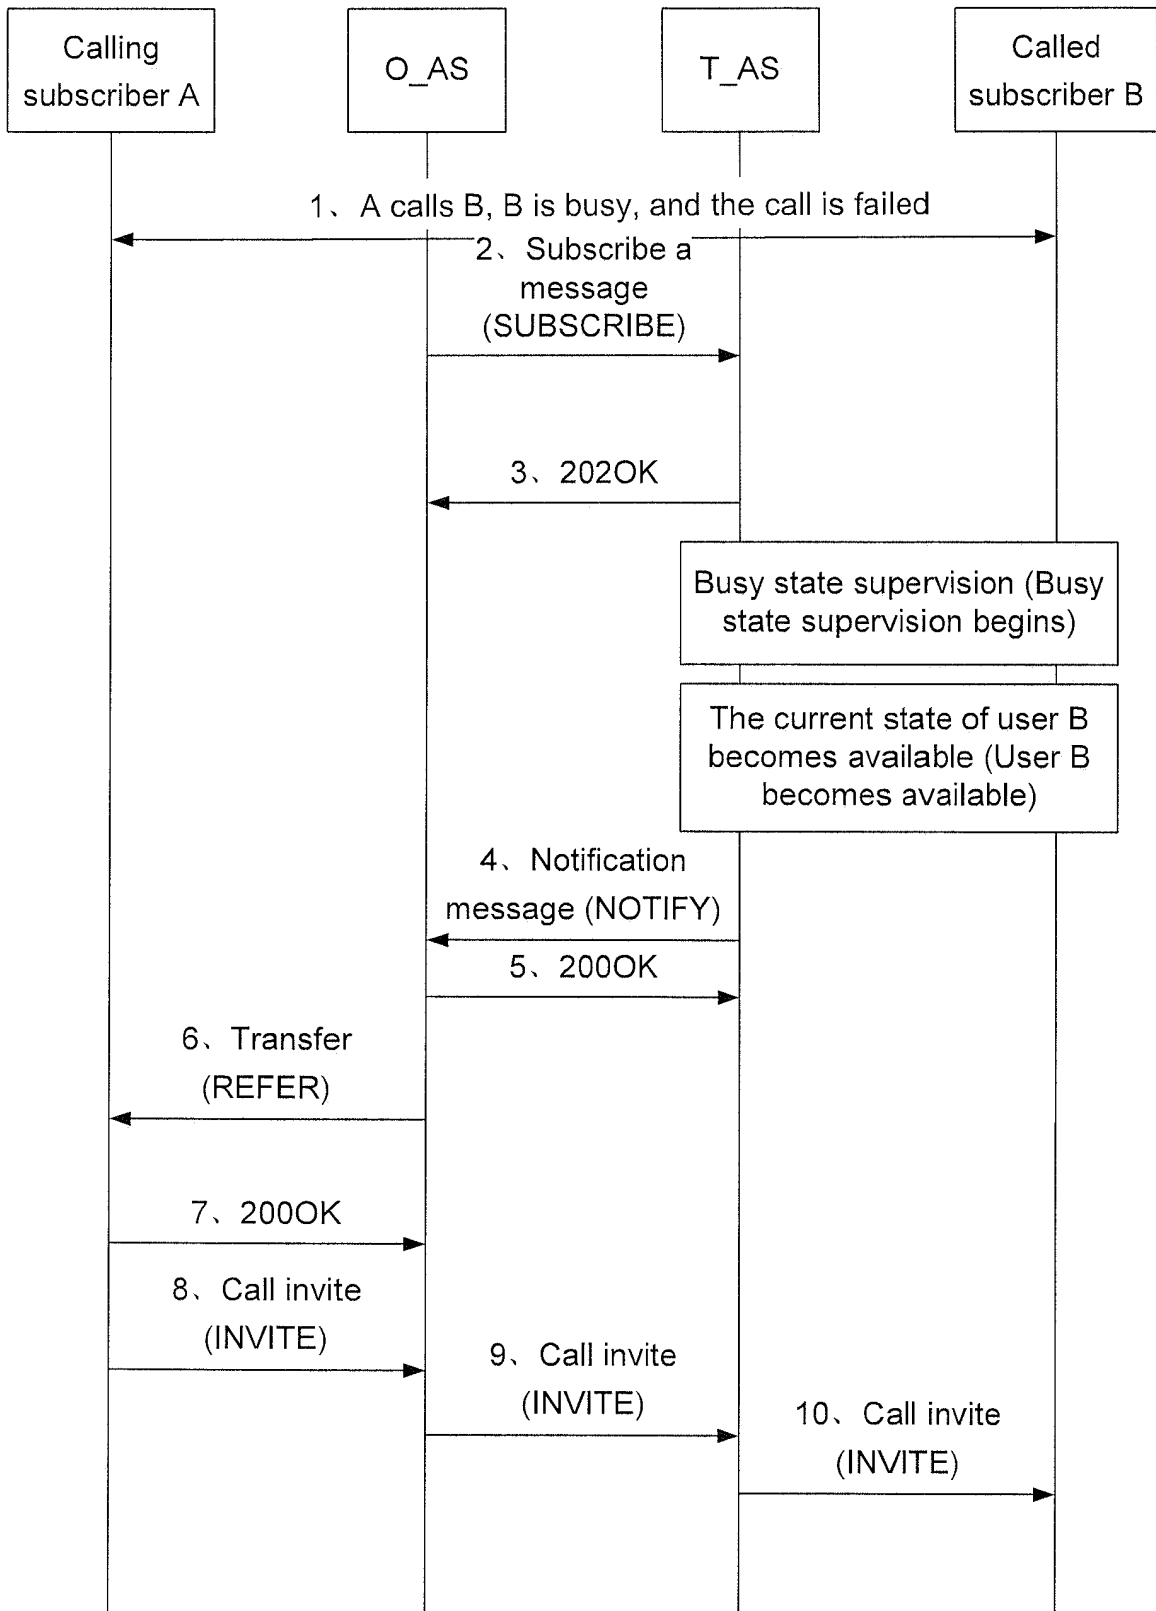 Calling
subscriber A
O_AS
T_AS
Called
subscriber B
1、A calls B, B is busy, and the call is failed
2、Subscribe a
message
(SUBSCRIBE)
3、202OK
Busy state supervision (Busy
state supervision begins)
The current state of user B
becomes available (User B
becomes available)
4、Notification
message (NOTIFY)
5、200OK
6、Transfer
(REFER)
7、200OK
8、Call invite
(INVITE)
9、Call invite
(INVITE)
10、Call invite
(INVITE)